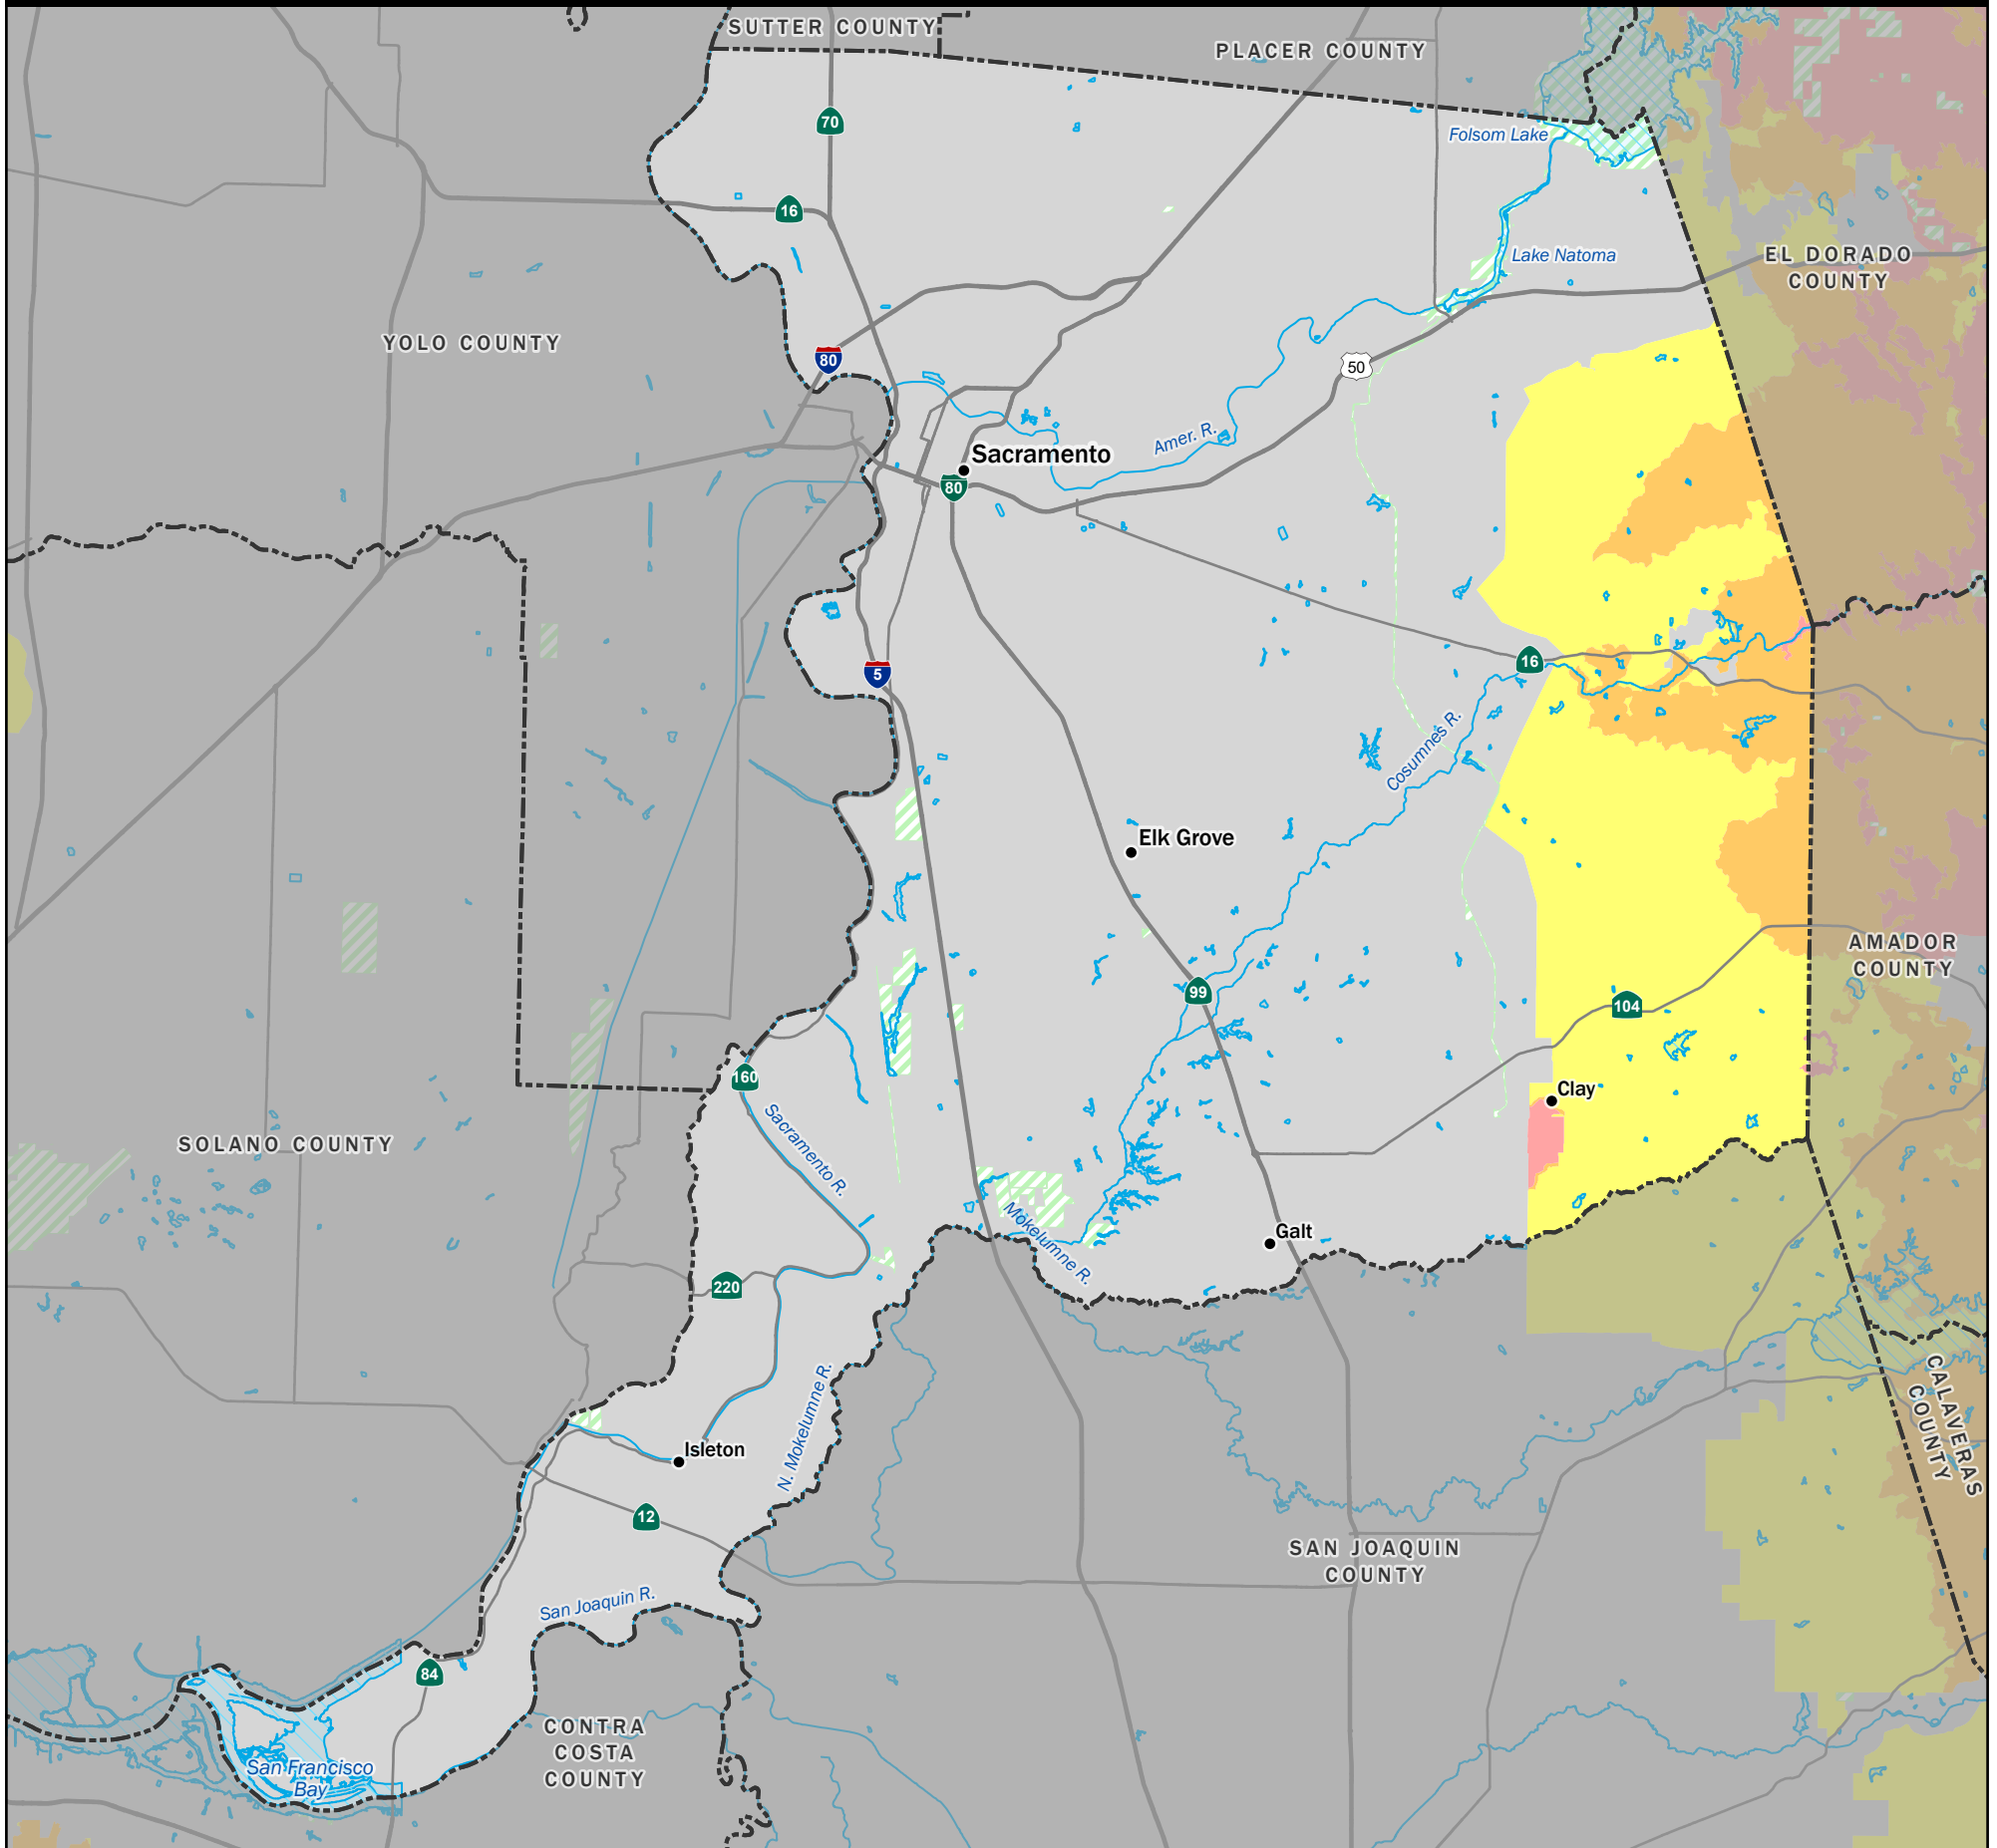 SUTTER COUNTY
PLACER COUNTY
70
Folsom Lake
16
Lake Natoma
EL DORADO
COUNTY
YOLO COUNTY
80
50
Amer. R.
Sacramento
80
16
5
Cosumnes R.
Elk Grove
AMADOR
COUNTY
99
104
160
Clay
Sacramento R.
SOLANO COUNTY
Mokelumne R.
Galt
220
N. Mokelumne R.
CALAVERAS
COUNTY
Isleton
12
SAN JOAQUIN
COUNTY
San Joaquin R.
84
CONTRA
COSTA
COUNTY
San Francisco
Bay